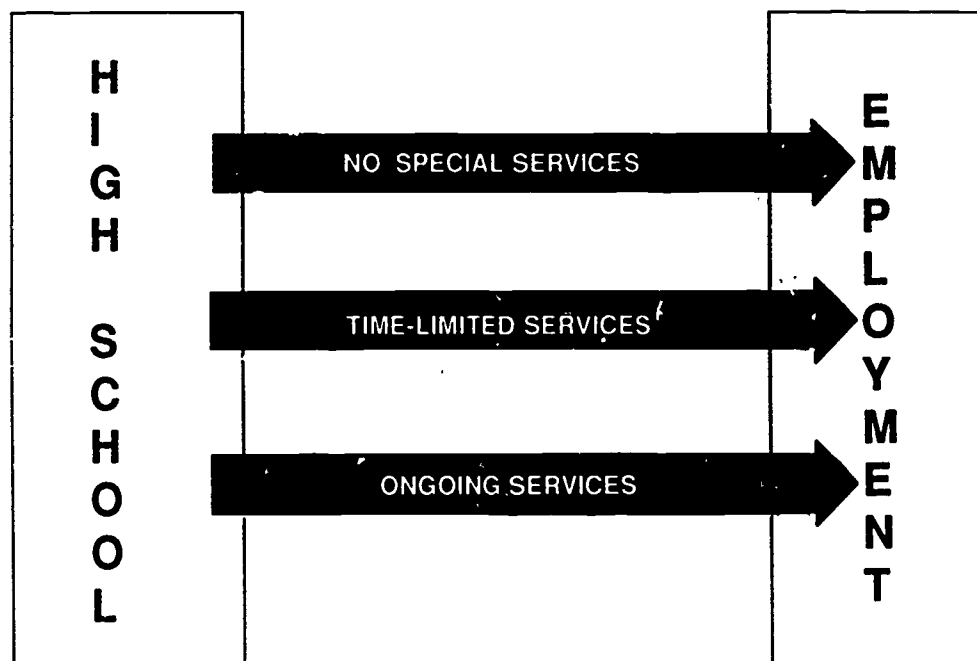 HIGH SCHOOL
NO SPECIAL SERVICES
TIME-LIMITED SERVICES
ONGOING SERVICES
EMPLOYMENT